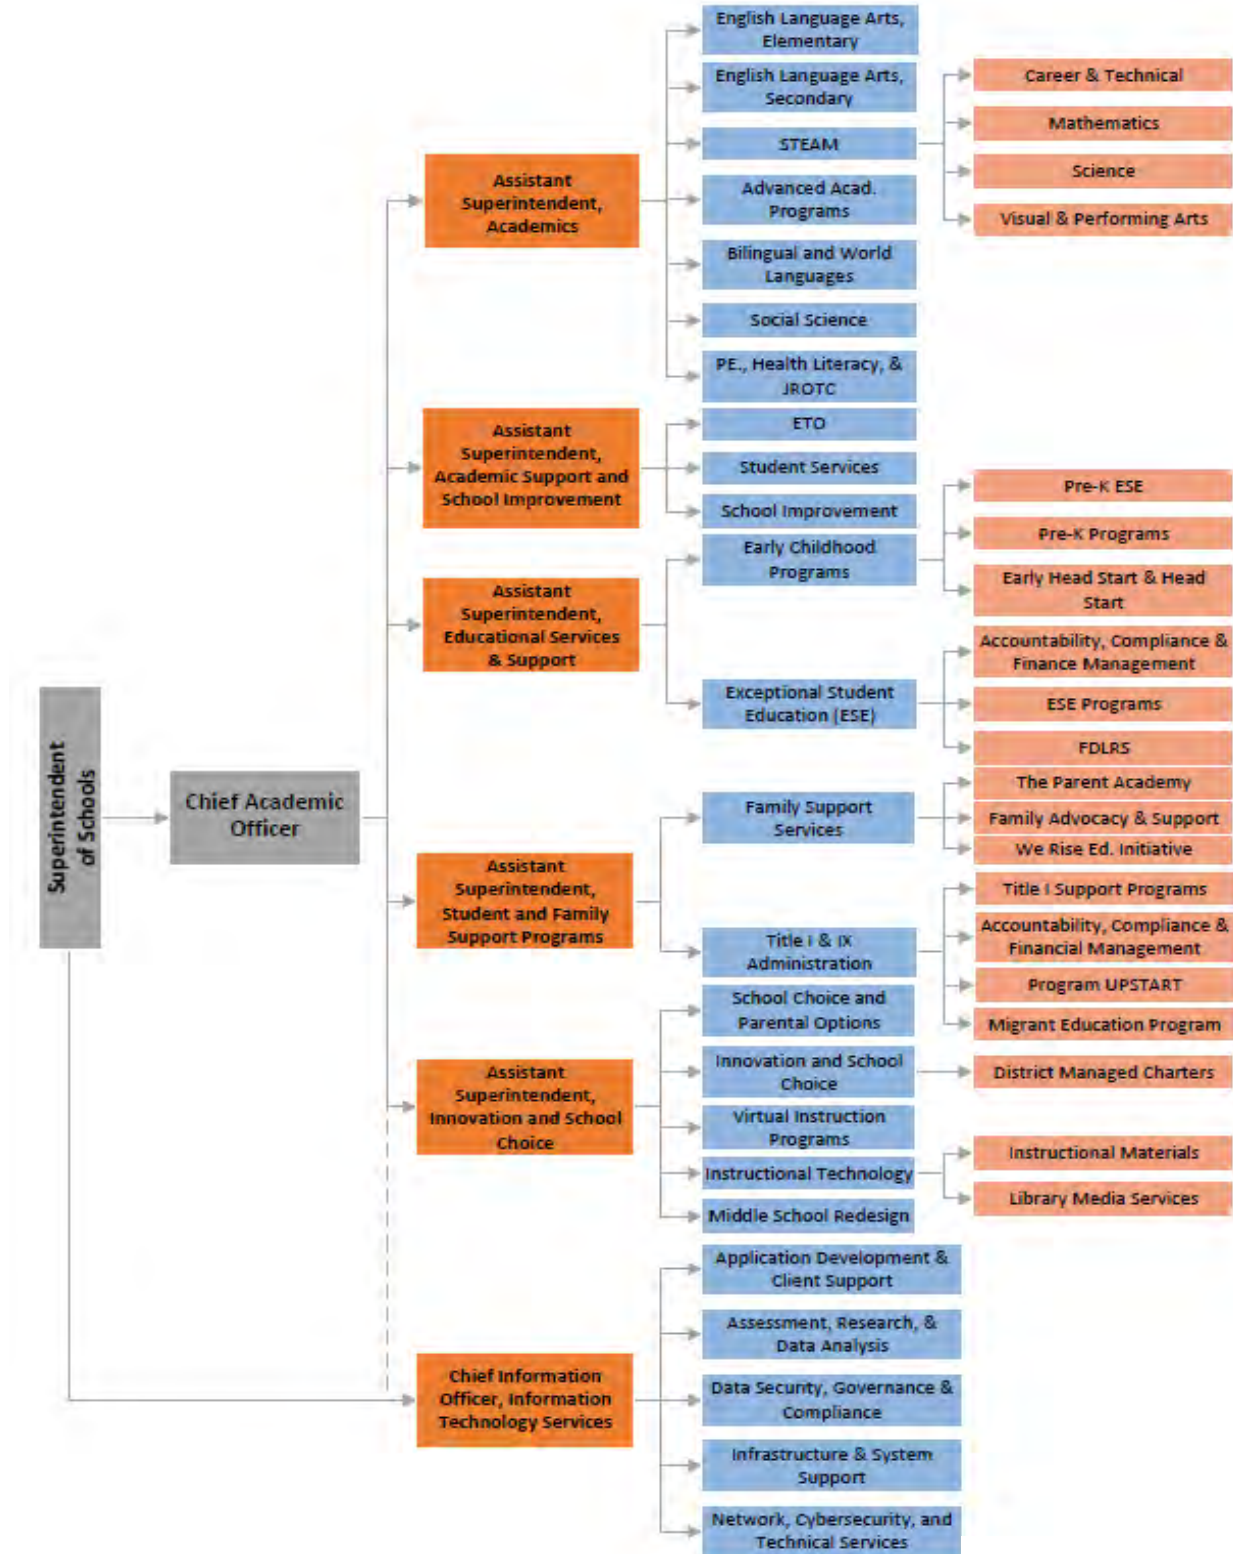 English Language Arts,
Elementary
English Language Arts,
Secondary
STEAM
Career & Technical
Mathematics
Science
Visual & Performing Arts
Assistant
Superintendent,
Academics
Advanced Acad.
Programs
Bilingual and World
Languages
Social Science
PE., Health Literacy, &
JROTC
Assistant
Superintendent,
Academic Support and
School Improvement
ETO
Student Services
School Improvement
Assistant
Superintendent,
Educational Services
& Support
Early Childhood
Programs
Pre-K ESE
Pre-K Programs
Early Head Start & Head
Start
Exceptional Student
Education (ESE)
Accountability, Compliance &
Finance Management
ESE Programs
FDLRS
Superintendent
of Schools
Chief Academic
Officer
Assistant
Superintendent,
Student and Family
Support Programs
Family Support
Services
The Parent Academy
Family Advocacy & Support
We Rise Ed. Initiative
Title I & IX
Administration
Title I Support Programs
Accountability, Compliance &
Financial Management
Program UPSTART
Migrant Education Program
Assistant
Superintendent,
Innovation and School
Choice
School Choice and
Parental Options
Innovation and School
Choice
District Managed Charters
Virtual Instruction
Programs
Instructional Technology
Instructional Materials
Library Media Services
Middle School Redesign
Chief Information
Officer, Information
Technology Services
Application Development &
Client Support
Assessment, Research, &
Data Analysis
Data Security, Governance &
Compliance
Infrastructure & System
Support
Network, Cybersecurity, and
Technical Services